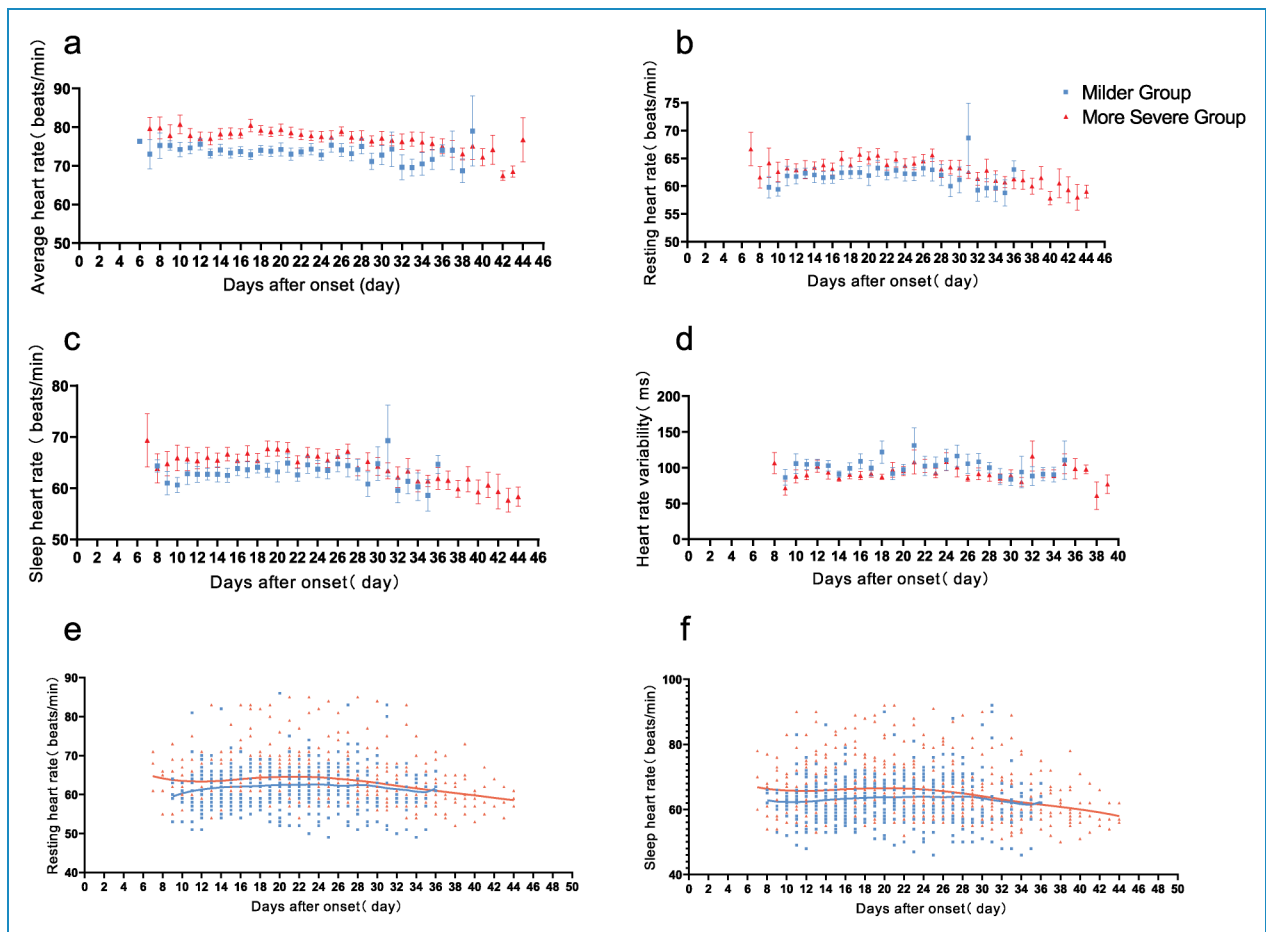 a
Average heart rate( beats/min)
90
80
70
60
50
0 2 4 6 8 10 12 14 16 18 20 22 24 26 28 30 32 34 36 38 40 42 44 46
Days after onset (day)
b
Resting heart rate( beats/min)
75
70
65
60
55
50
0 2 4 6 8 10 12 14 16 18 20 22 24 26 28 30 32 34 36 38 40 42 44 46
Days after onset( day)
Milder Group
More Severe Group
c
Sleep heart rate ( beats/min)
80
70
60
50
0 2 4 6 8 10 12 14 16 18 20 22 24 26 28 30 32 34 36 38 40 42 44 46
Days after onset( day)
d
Heart rate variability( ms)
200
150
100
50
0
0 2 4 6 8 10 12 14 16 18 20 22 24 26 28 30 32 34 36 38 40
Days after onset( day)
e
Resting heart rate( beats/min)
90
80
70
60
50
40
0 2 4 6 8 10 12 14 16 18 20 22 24 26 28 30 32 34 36 38 40 42 44 46 48 50
Days after onset( day)
f
Sleep heart rate( beats/min)
100
80
60
40
0 2 4 6 8 10 12 14 16 18 20 22 24 26 28 30 32 34 36 38 40 42 44 46 48 50
Days after onset( day)